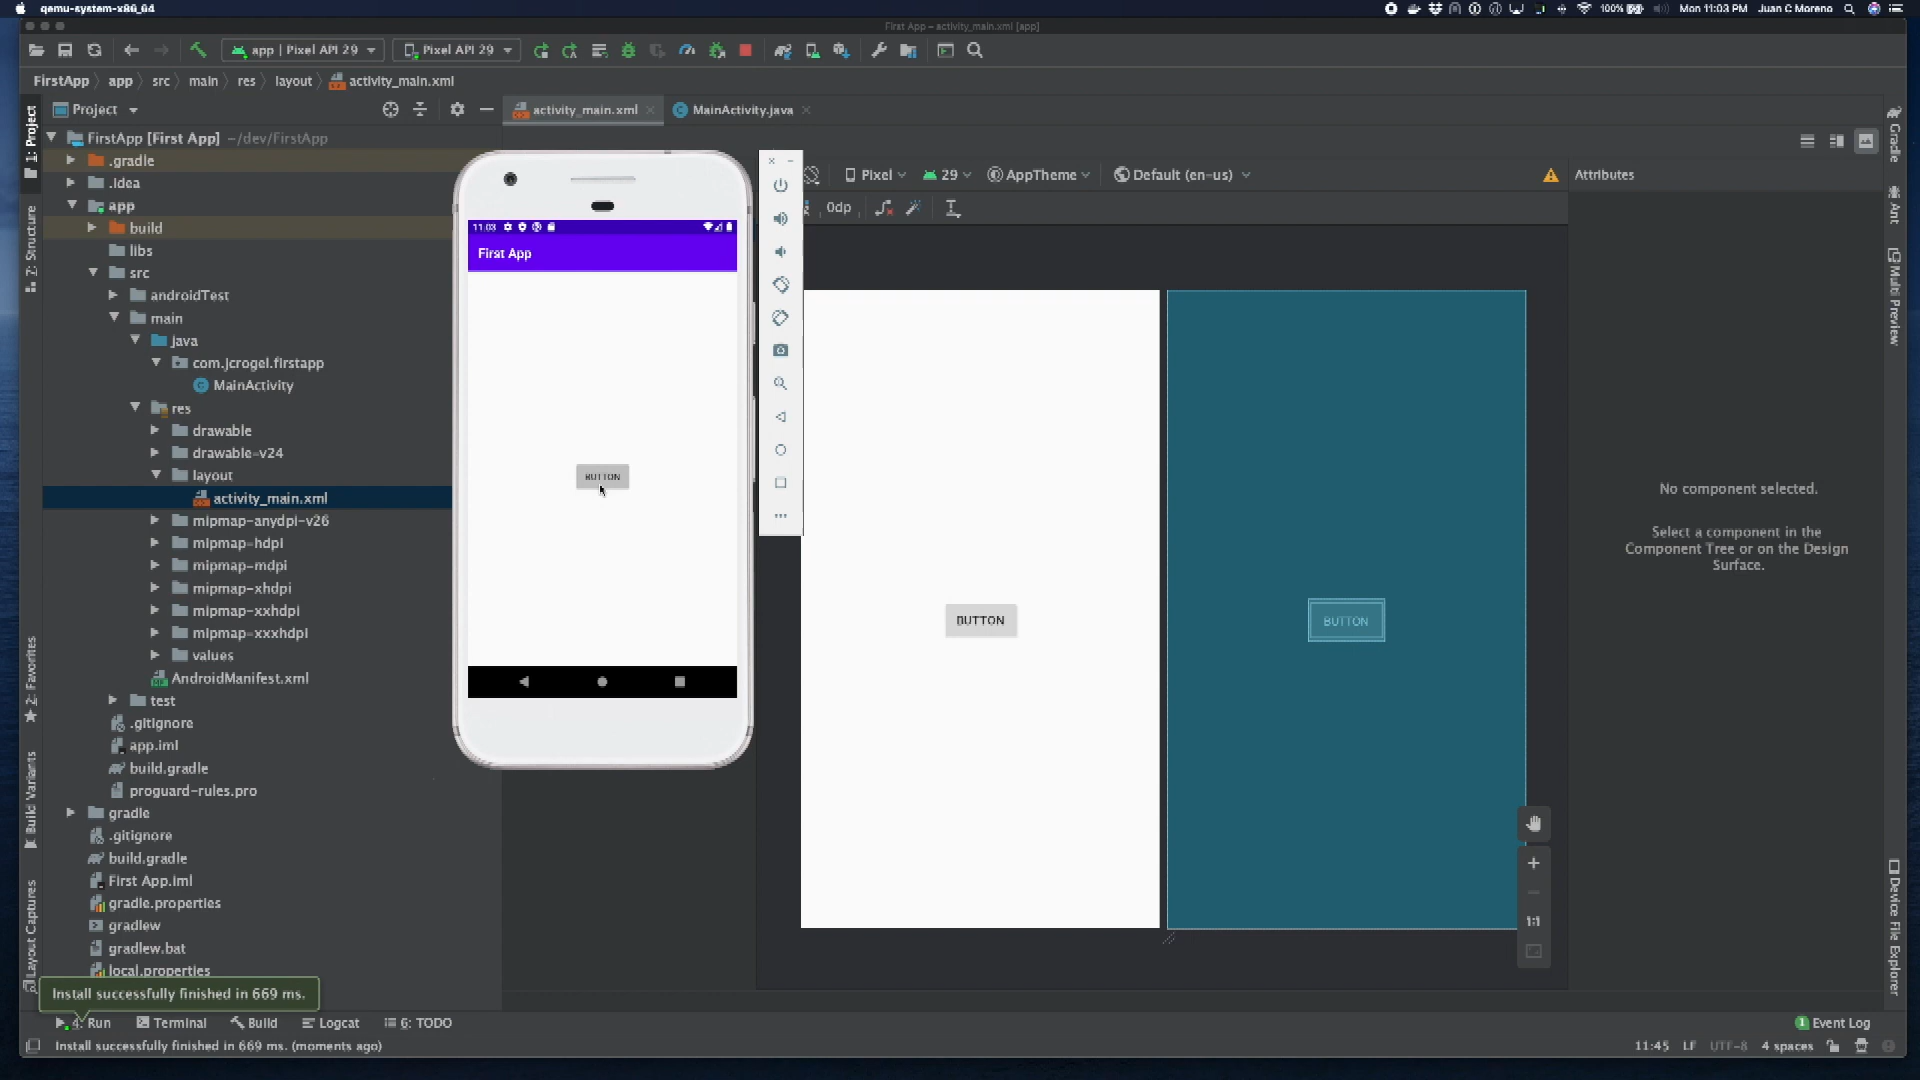 qemu-system-x86_64
100%
Mon 11:03 PM
Juan C Moreno
First App – activity_main.xml [app]
app | Pixel API 29
Pixel API 29
FirstApp
app
src
main
res
layout
activity_main.xml
Project
activity_main.xml
MainActivity.java
1: Project
7: Structure
2: Favorites
Build Variants
Layout Captures
FirstApp [First App] ~/dev/FirstApp
.gradle
.idea
app
build
libs
src
androidTest
main
java
com.jcrogel.firstapp
MainActivity
res
drawable
drawable-v24
layout
activity_main.xml
mipmap-anydpi-v26
mipmap-hdpi
mipmap-mdpi
mipmap-xhdpi
mipmap-xxhdpi
mipmap-xxxhdpi
values
AndroidManifest.xml
test
.gitignore
app.iml
build.gradle
proguard-rules.pro
gradle
.gitignore
build.gradle
First App.iml
gradle.properties
gradlew
gradlew.bat
local.properties
11:03
First App
BUTTON
Pixel
29
AppTheme
Default (en-us)
0dp
BUTTON
BUTTON
1:1
Attributes
No component selected.
Select a component in the
Component Tree or on the Design
Surface.
Gradle
Ant
Multi Preview
Device File Explorer
Install successfully finished in 669 ms.
4: Run
Terminal
Build
Logcat
6: TODO
1 Event Log
Install successfully finished in 669 ms. (moments ago)
11:45
LF
UTF-8
4 spaces